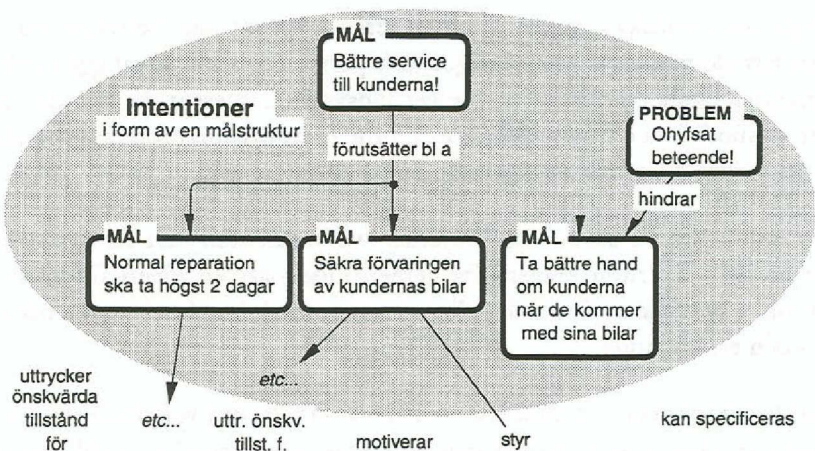 MÅL
Bättre service
till kunderna!
Intentioner
i form av en målstruktur
PROBLEM
Ohyfsat
beteende!
förutsätter bl a
hindrar
MÅL
Normal reparation
ska ta högst 2 dagar
MÅL
Säkra förvaringen
av kundernas bilar
MÅL
Ta bättre hand
om kunderna
när de kommer
med sina bilar
uttrycker
önskvärda
tillstånd
för
etc...
etc...
uttr. önskv.
tillst. f.
motiverar
styr
kan specificeras